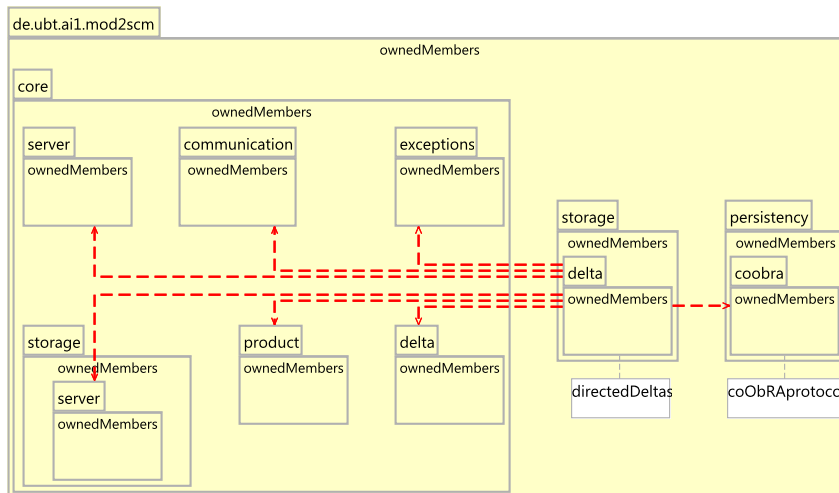 de.ubt.ai1.mod2scm
ownedMembers
core
ownedMembers
server
communication
exceptions
ownedMembers
ownedMembers
ownedMembers
storage
persistency
ownedMembers
ownedMembers
delta
coobra
ownedMembers
ownedMembers
storage
product
delta
ownedMembers
ownedMembers
ownedMembers
server
ownedMembers
directedDeltas
coObRAprotoco